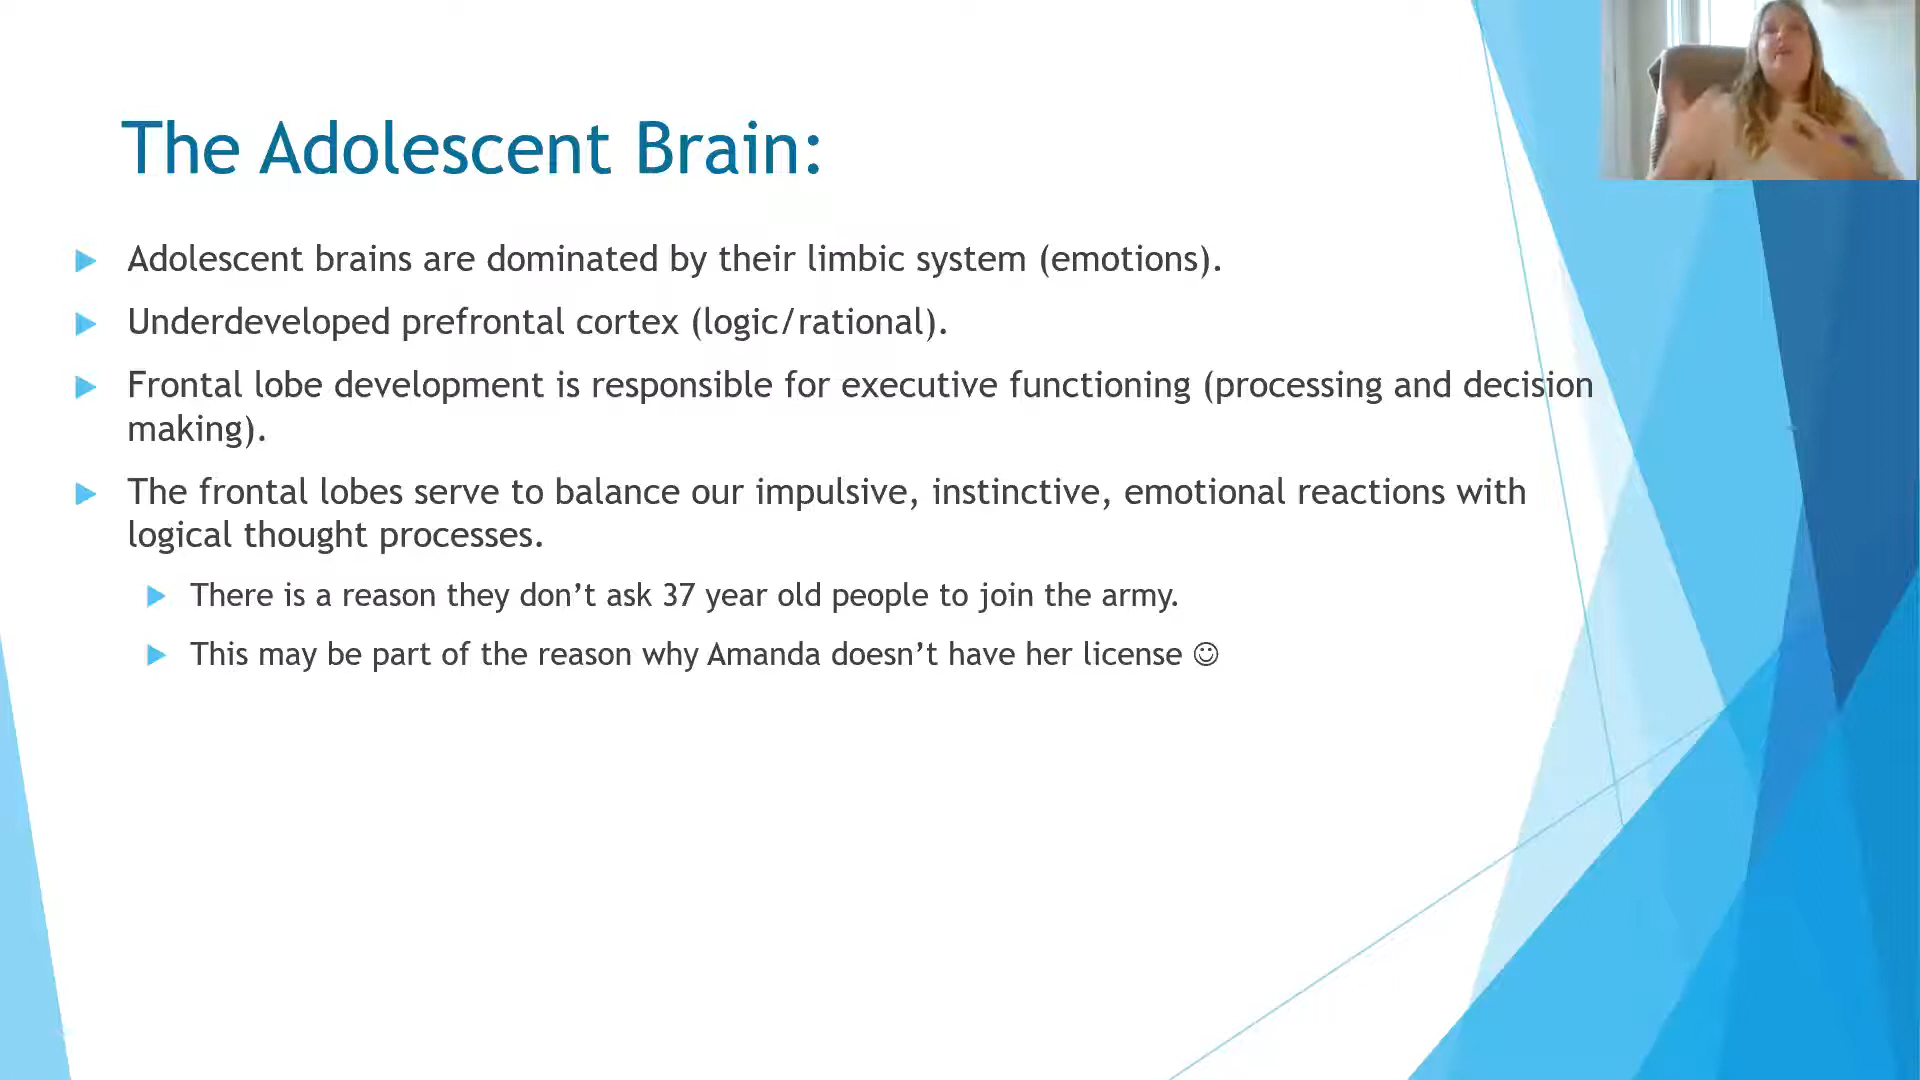 The Adolescent Brain:
Adolescent brains are dominated by their limbic system (emotions).
Underdeveloped prefrontal cortex (logic/rational).
Frontal lobe development is responsible for executive functioning (processing and decision
making).
The frontal lobes serve to balance our impulsive, instinctive, emotional reactions with
logical thought processes.
There is a reason they don’t ask 37 year old people to join the army.
This may be part of the reason why Amanda doesn’t have her license ☺